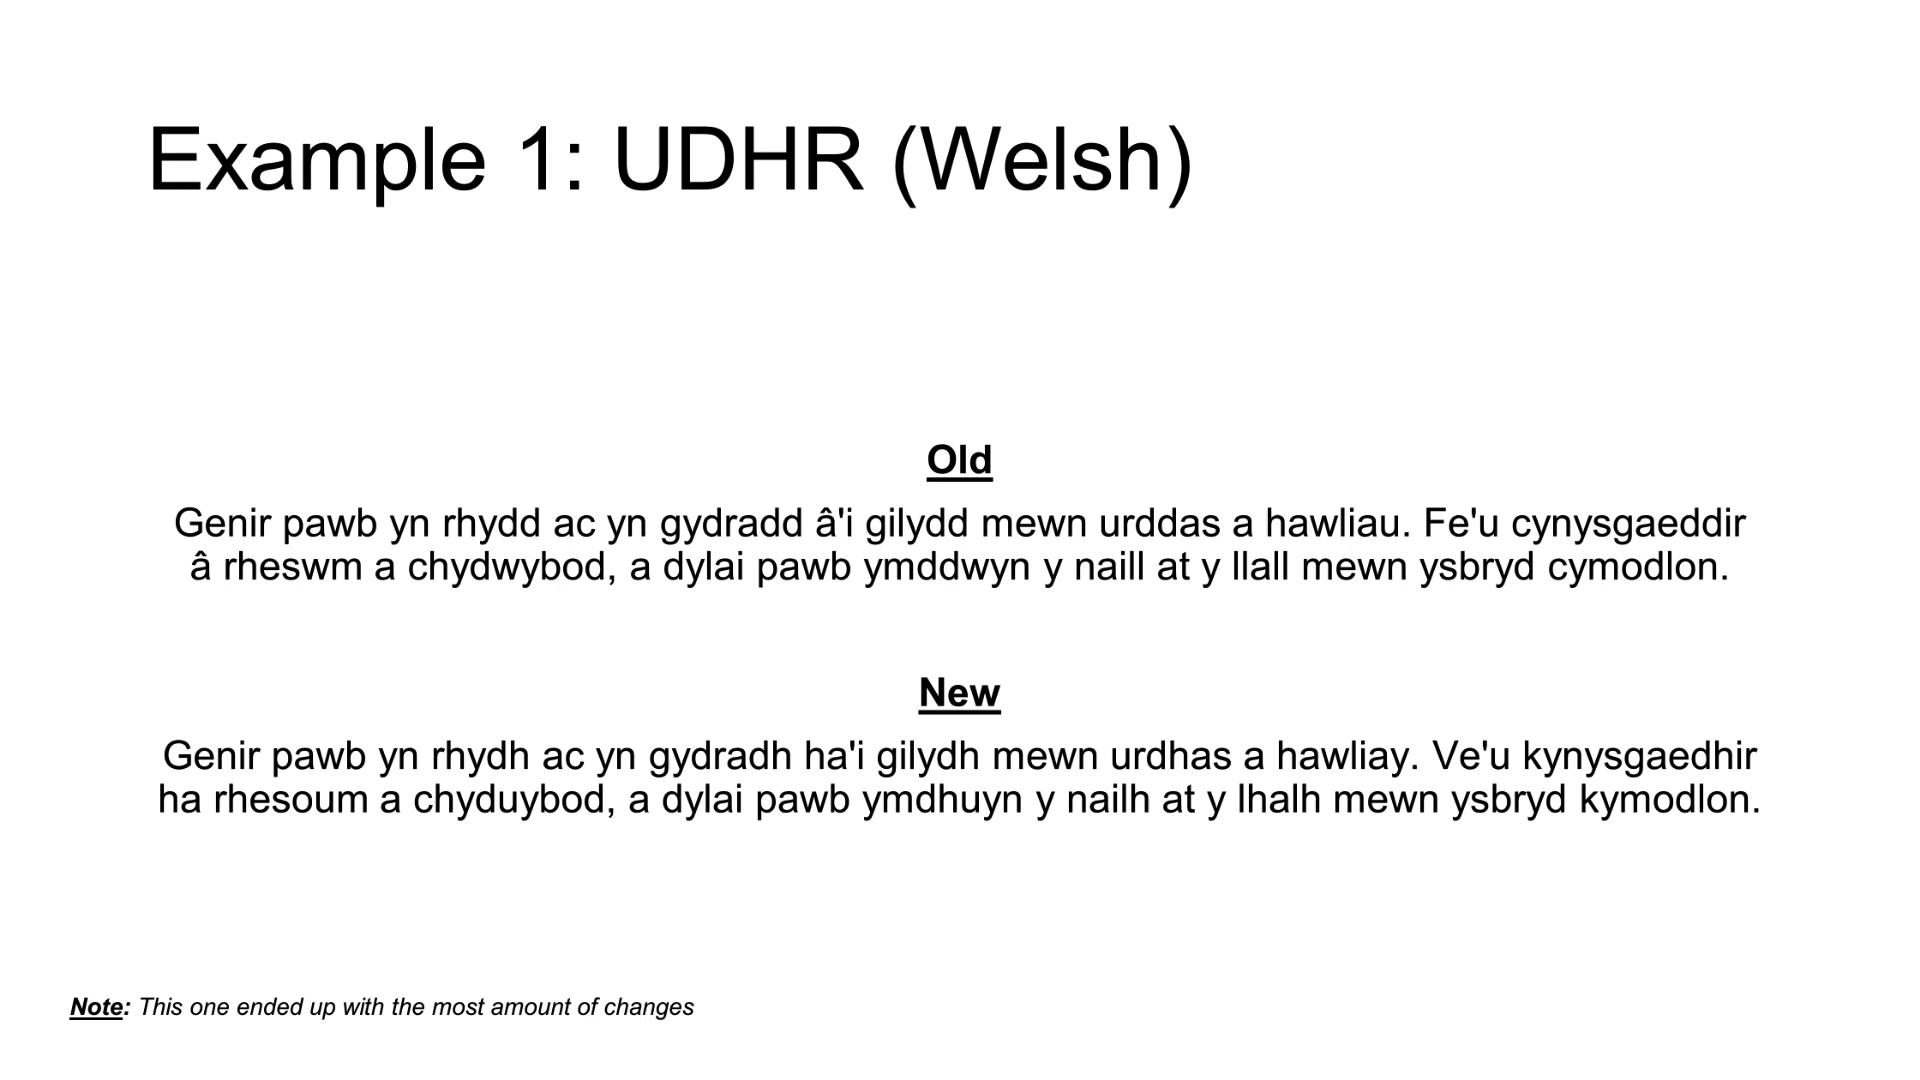 Example 1: UDHR (Welsh)
Old
Genir pawb yn rhydd ac yn gydradd â'i gilydd mewn urddas a hawliau. Fe'u cynysgaeddir
â rheswm a chydwybod, a dylai pawb ymddwyn y naill at y llall mewn ysbryd cymodlon.
New
Genir pawb yn rhydh ac yn gydradh ha'i gilydh mewn urdhas a hawliay. Ve'u kynysgaedhir
ha rhesoum a chyduybod, a dylai pawb ymdhuyn y nailh at y lhalh mewn ysbryd kymodlon.
Note: This one ended up with the most amount of changes